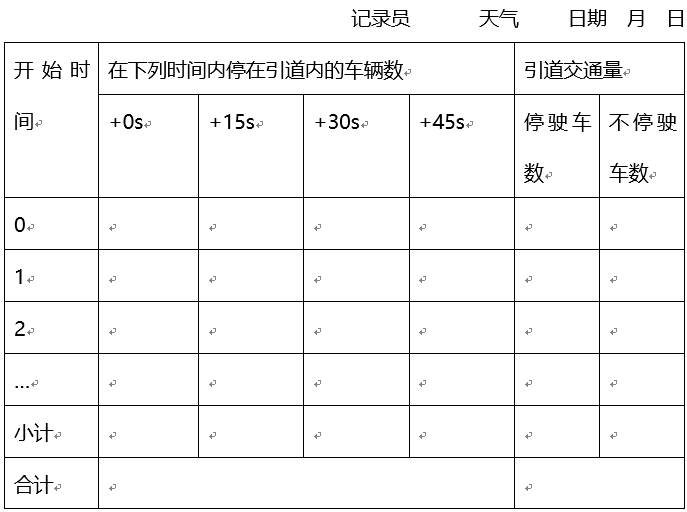 记录员 天气 日期 月 日
开始时间 在下列时间内停在引道内的车辆数 引道交通量
+0s +15s +30s +45s 停驶车数 不停驶车数
0
1
2
...
小计
合计